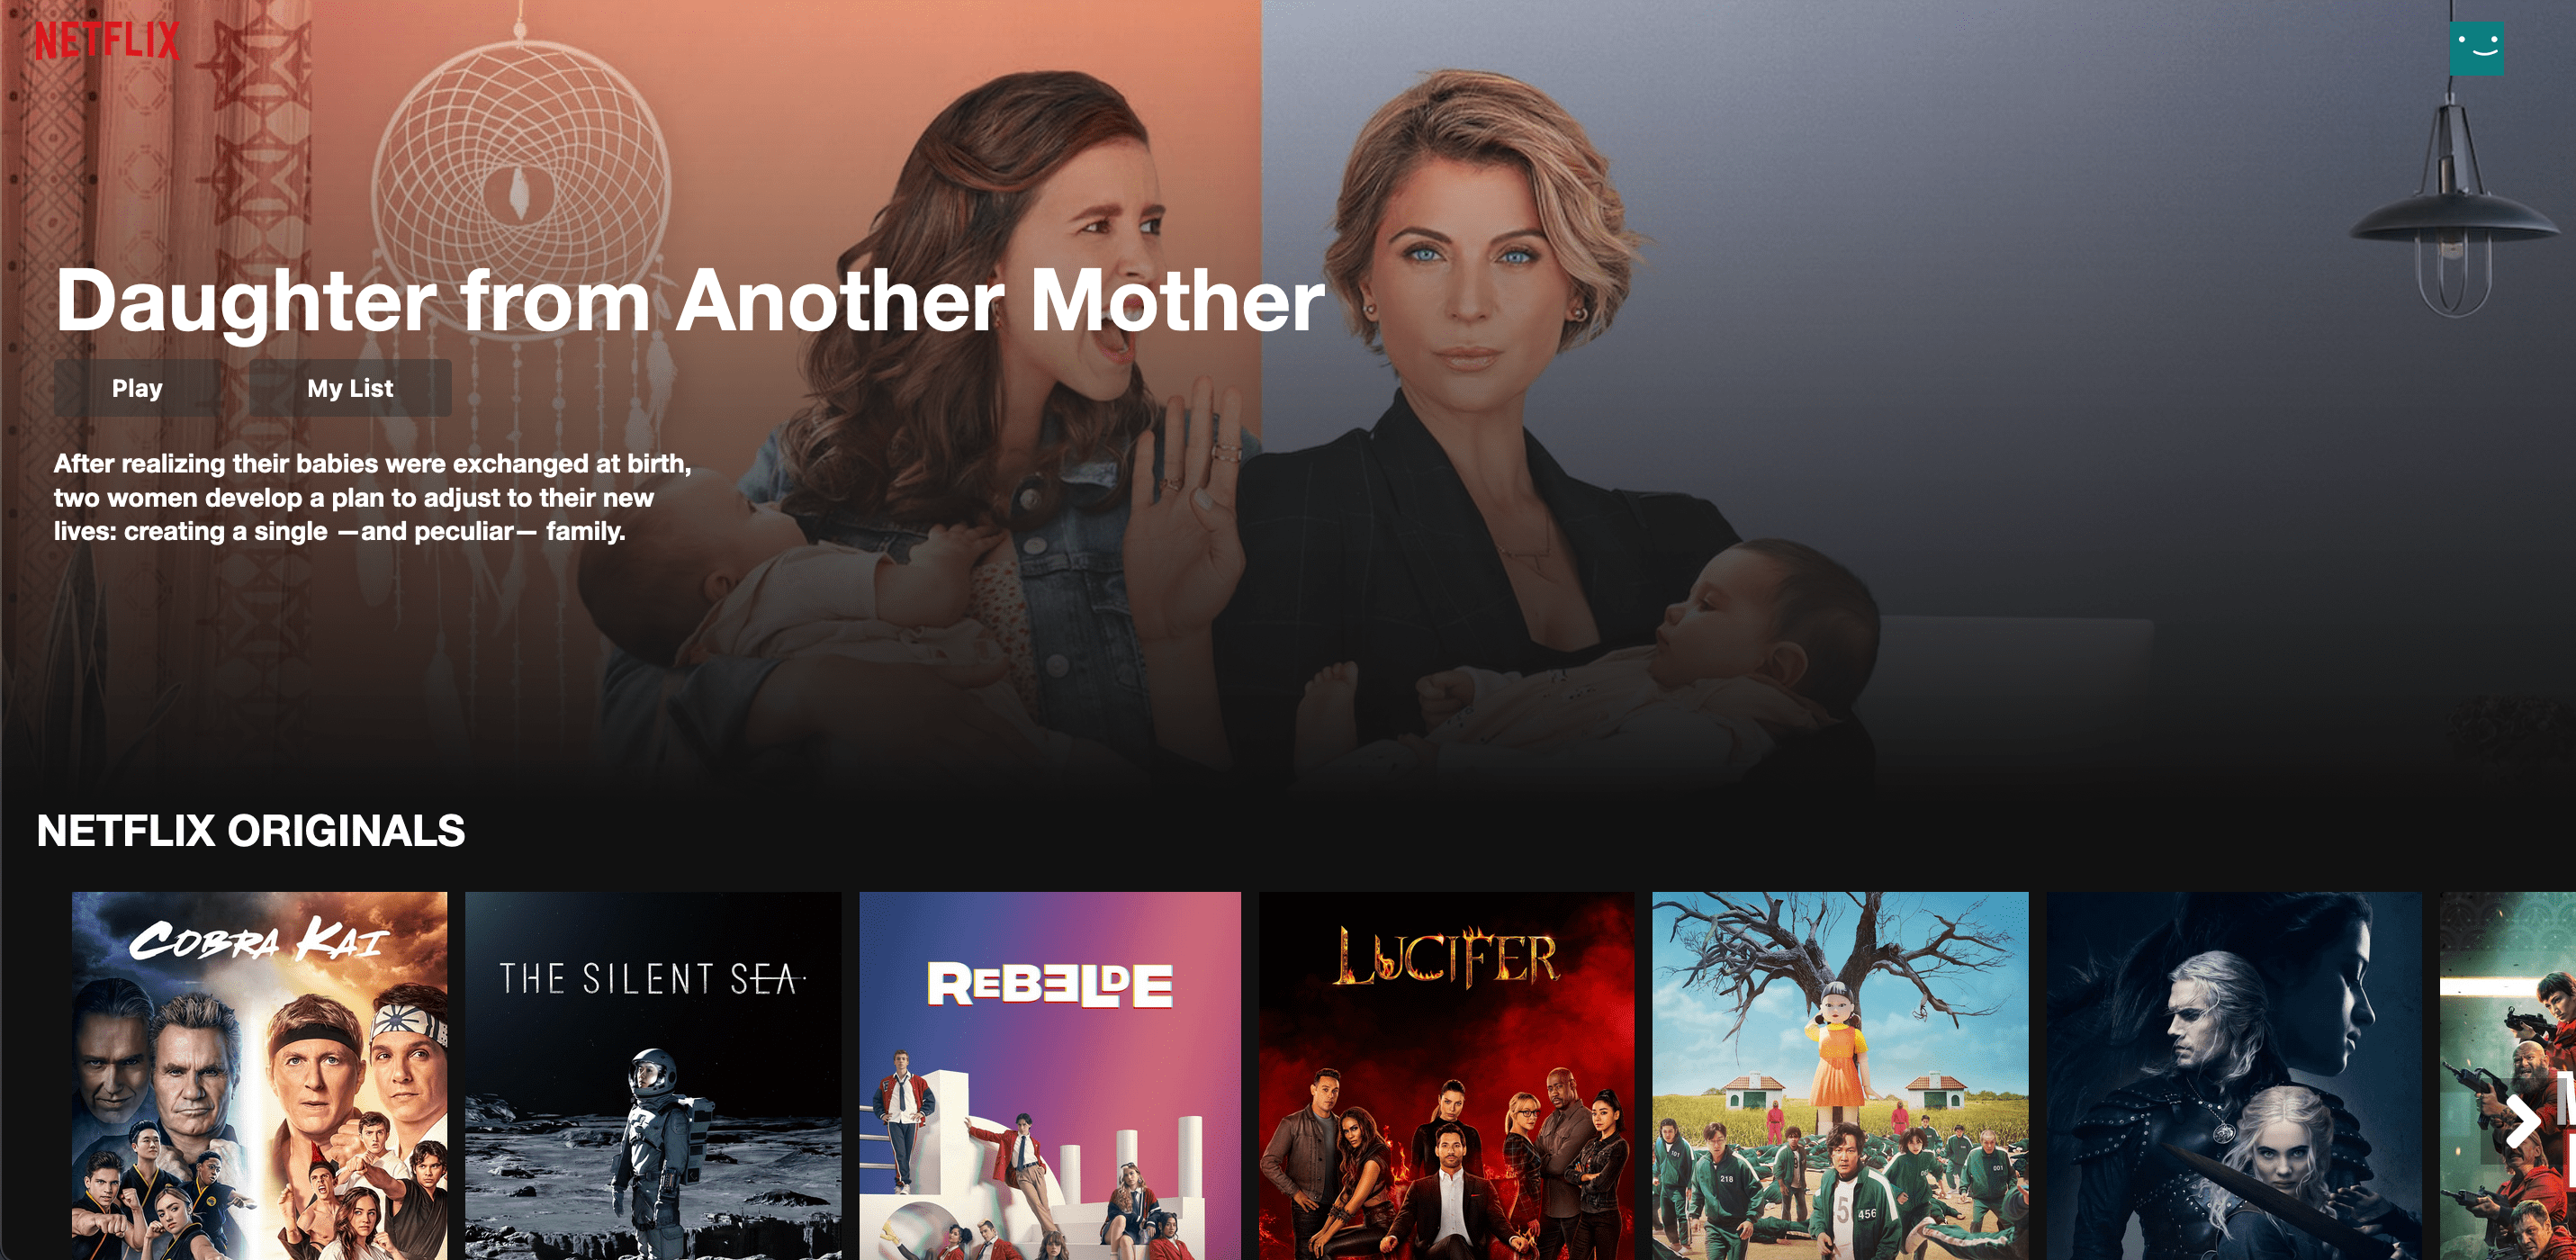 NETFLIX
Daughter from Another Mother
Play
My List
After realizing their babies were exchanged at birth,
two women develop a plan to adjust to their new
lives: creating a single —and peculiar— family.
NETFLIX ORIGINALS
COBRA KAI
THE SILENT SEA
REBELDE
LUCIFER
218
456
001